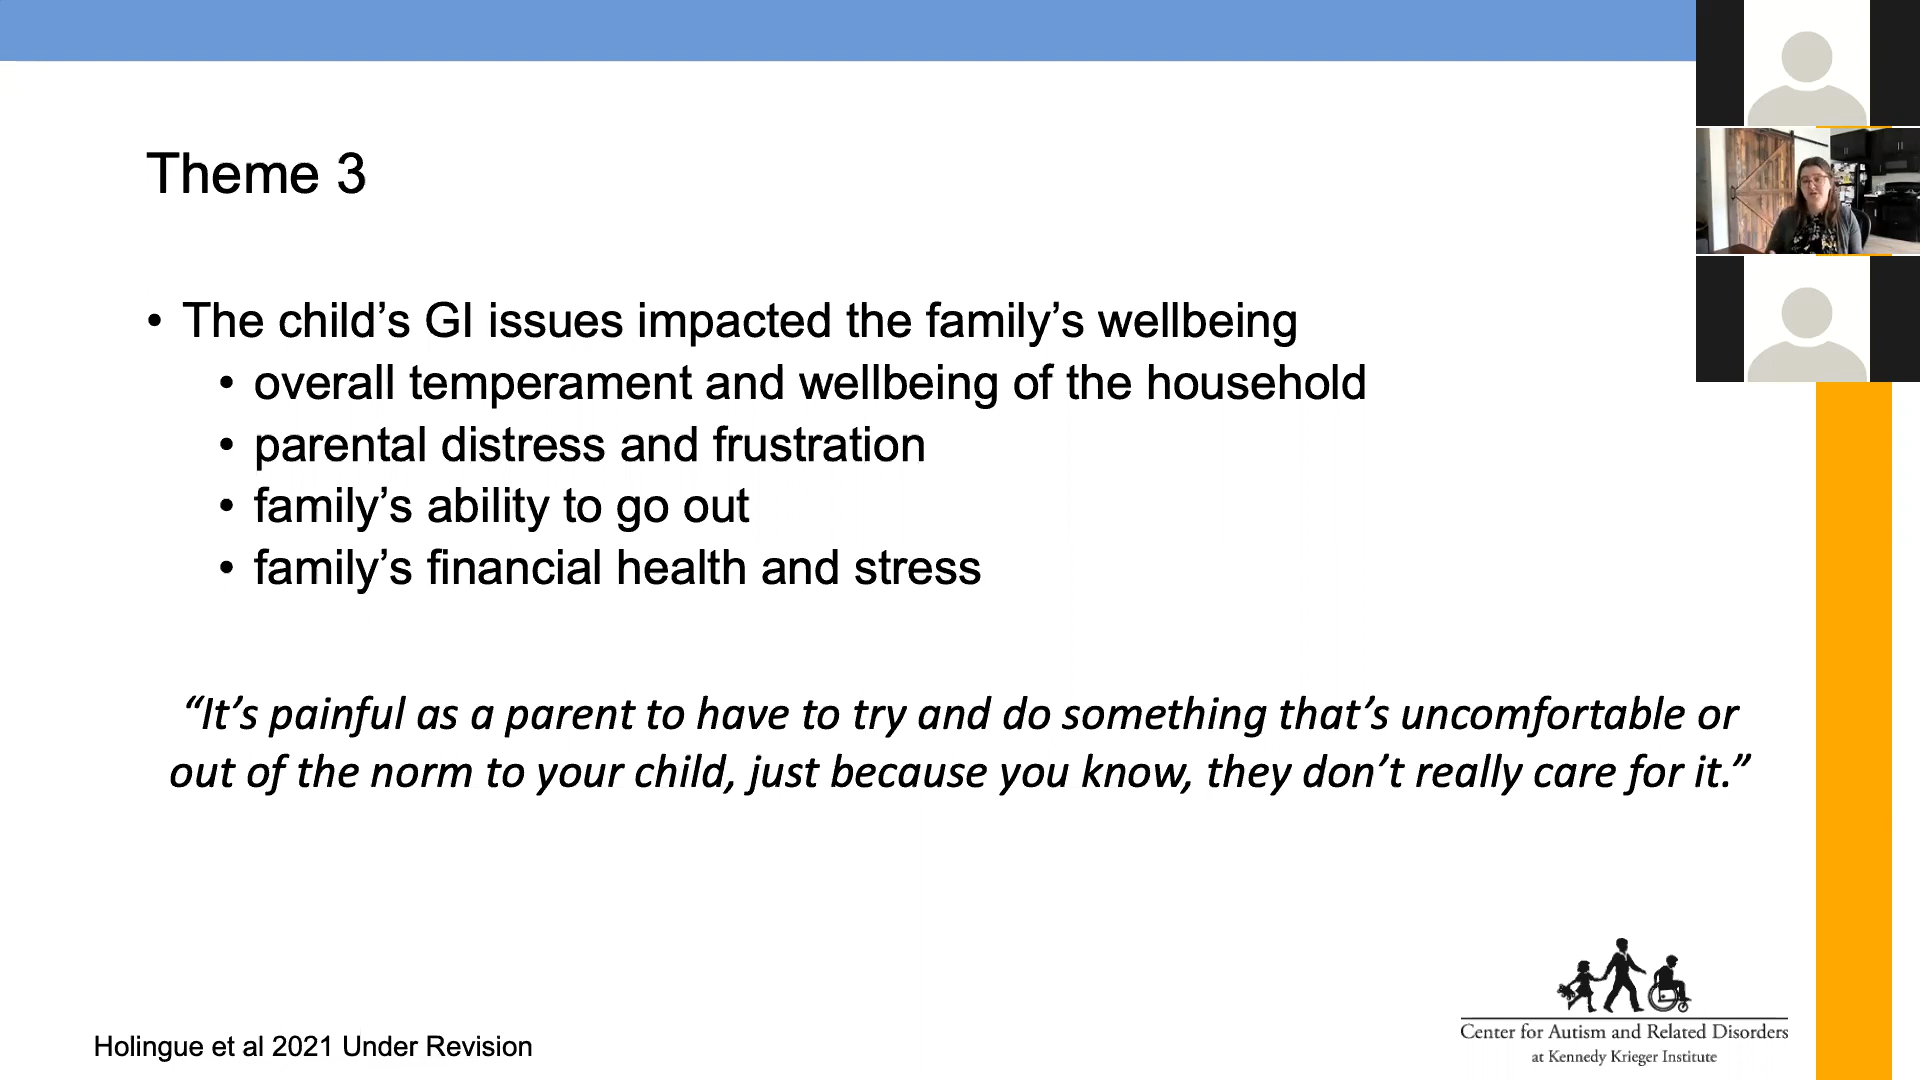 Theme 3
• The child’s GI issues impacted the family’s wellbeing
• overall temperament and wellbeing of the household
• parental distress and frustration
• family’s ability to go out
• family’s financial health and stress
“It’s painful as a parent to have to try and do something that’s uncomfortable or
out of the norm to your child, just because you know, they don’t really care for it.”
Holingue et al 2021 Under Revision
Center for Autism and Related Disorders
at Kennedy Krieger Institute